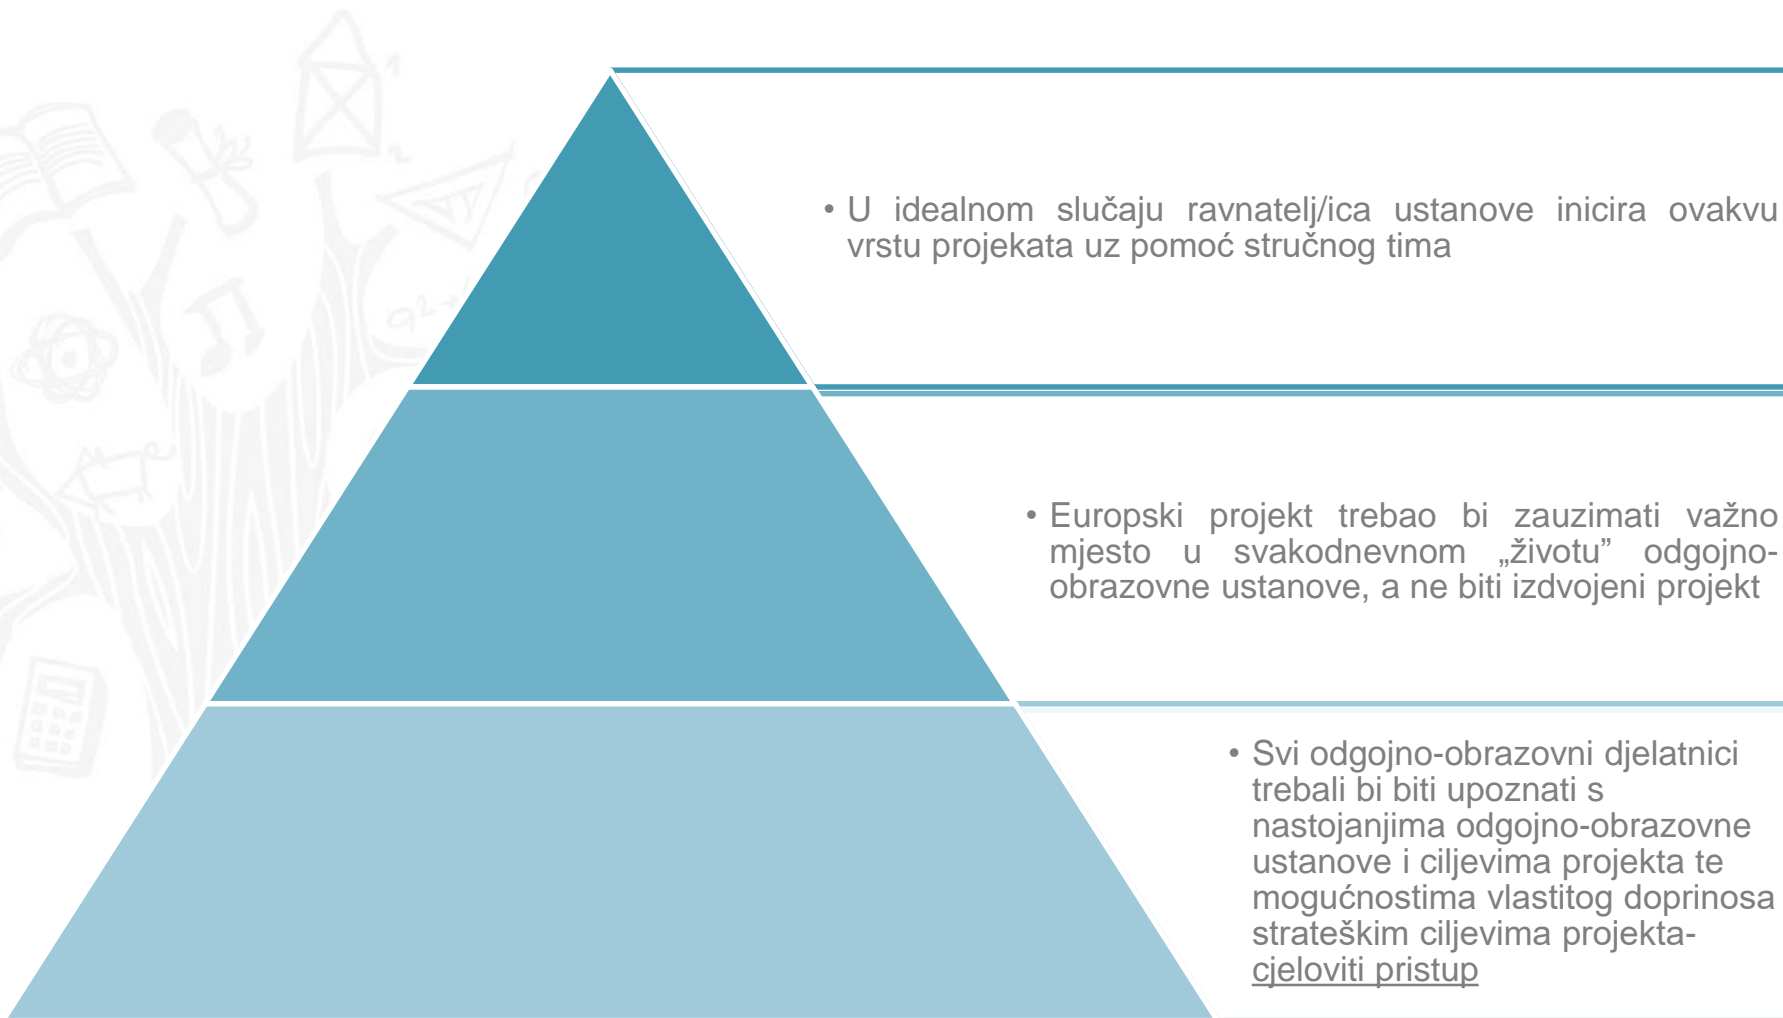 • U idealnom slučaju ravnatelj/ica ustanove inicira ovakvu
vrstu projekata uz pomoć stručnog tima
• Europski projekt trebao bi zauzimati važno
mjesto u svakodnevnom „životu” odgojno-
obrazovne ustanove, a ne biti izdvojeni projekt
• Svi odgojno-obrazovni djelatnici
trebali bi biti upoznati s
nastojanjima odgojno-obrazovne
ustanove i ciljevima projekta te
mogućnostima vlastitog doprinosa
strateškim ciljevima projekta-
cjeloviti pristup